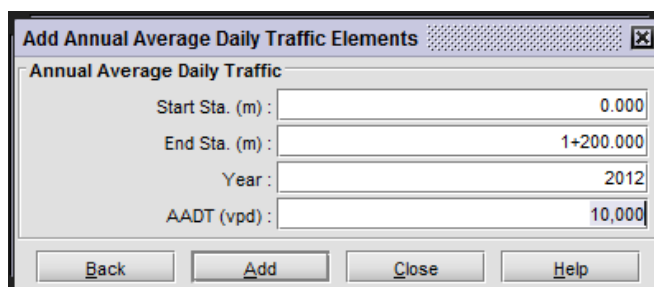 Add Annual Average Daily Traffic Elements
Annual Average Daily Traffic
Start Sta. (m) : 0.000
End Sta. (m) : 1+200.000
Year : 2012
AADT (vpd) : 10,000
Back Add Close Help